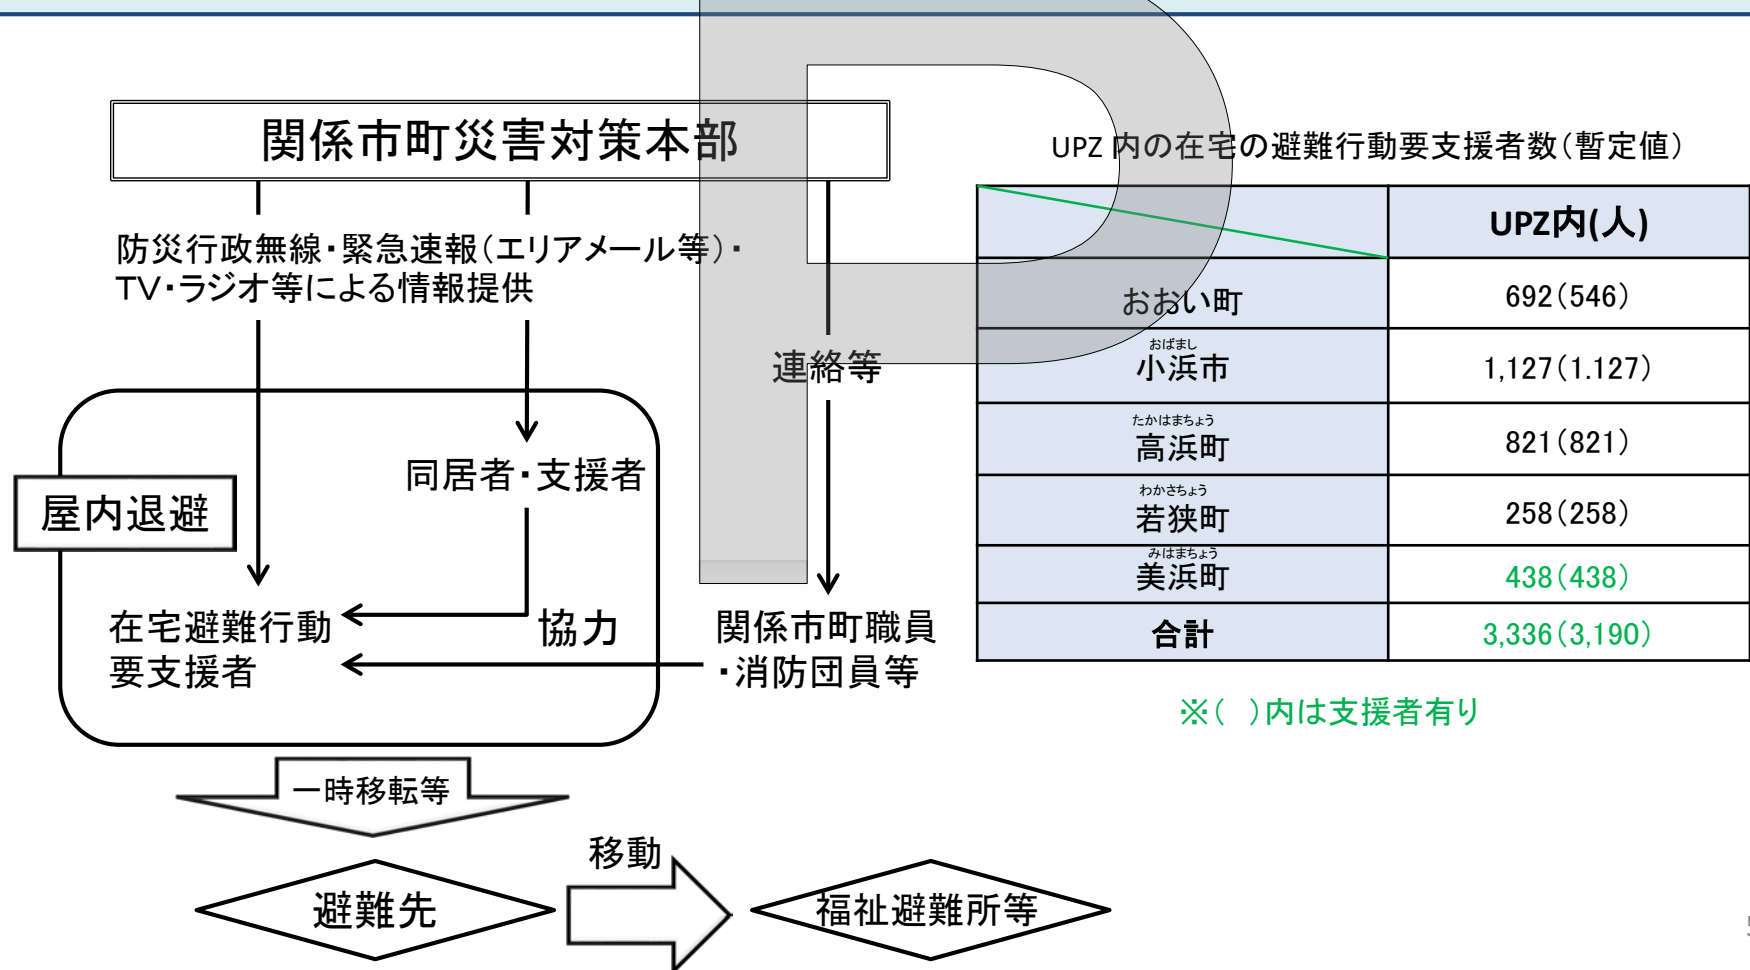 関係市町災害対策本部
防災行政無線・緊急速報(エリアメール等)・
TV・ラジオ等による情報提供
連絡等
同居者・支援者
屋内退避
在宅避難行動
要支援者
協力
関係市町職員
・消防団員等
一時移転等
避難先
移動
福祉避難所等
UPZ 内の在宅の避難行動要支援者数(暫定値)
UPZ内(人)
おおい町 692(546)
おばまし
小浜市 1,127(1.127)
たかはまちょう
高浜町 821(821)
わかさちょう
若狭町 258(258)
みはまちょう
美浜町 438(438)
合計 3,336(3,190)
※( )内は支援者有り
P